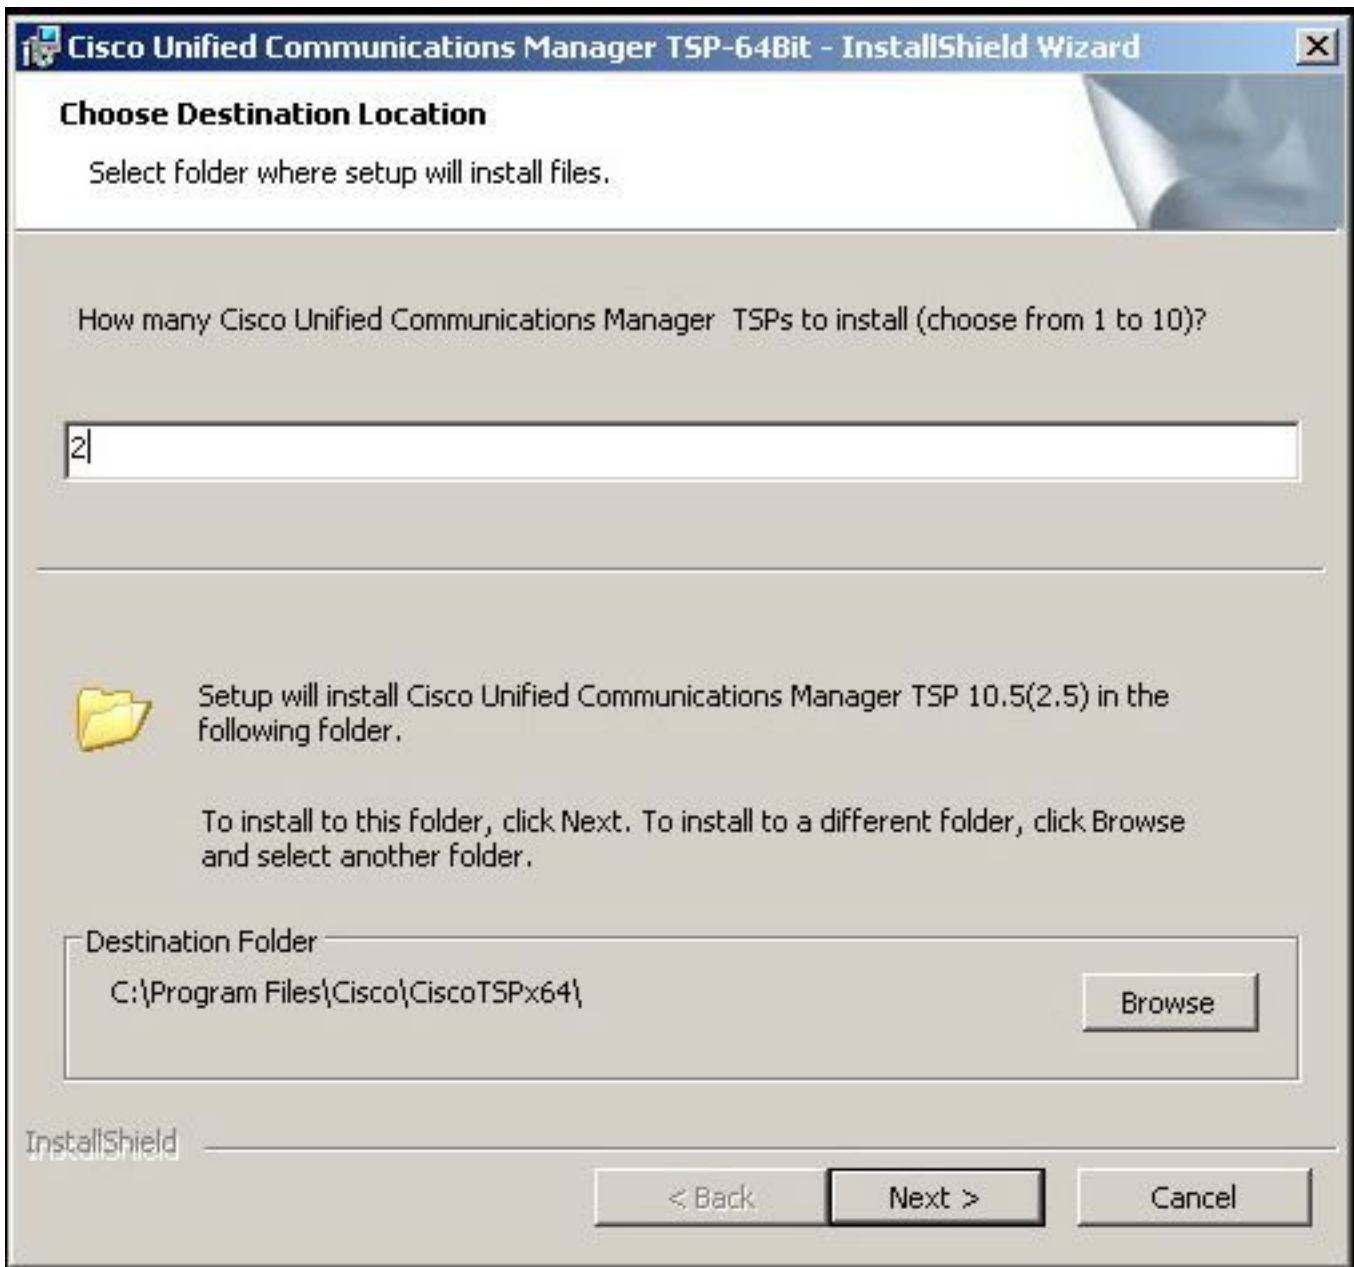 Cisco Unified Communications Manager TSP-64Bit - InstallShield Wizard
Choose Destination Location
Select folder where setup will install files.
How many Cisco Unified Communications Manager  TSPs to install (choose from 1 to 10)?
2
Setup will install Cisco Unified Communications Manager TSP 10.5(2.5) in the
following folder.
To install to this folder, click Next. To install to a different folder, click Browse
and select another folder.
Destination Folder
C:\Program Files\Cisco\CiscoTSPx64\
Browse
InstallShield
< Back
Next >
Cancel